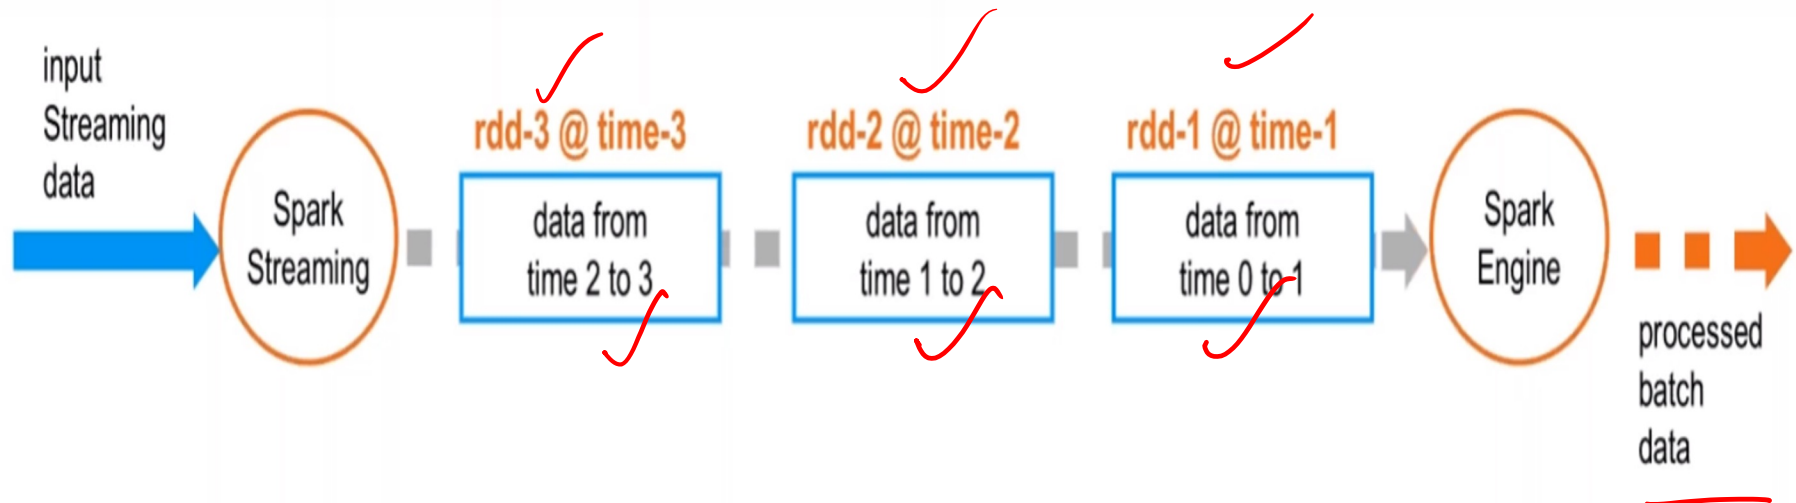 input
Streaming
data
Spark
Streaming
rdd-3 @ time-3
data from
time 2 to 3
rdd-2 @ time-2
data from
time 1 to 2
rdd-1 @ time-1
data from
time 0 to 1
Spark
Engine
processed
batch
data